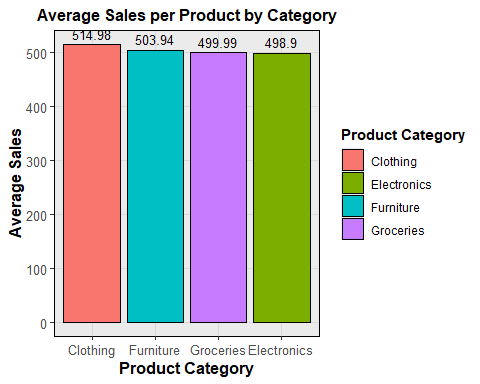 Average Sales per Product by Category
514.98 503.94 499.99 498.9
500
400
300
200
100
0
Average Sales
Clothing Furniture Groceries Electronics
Product Category
Product Category
Clothing
Electronics
Furniture
Groceries